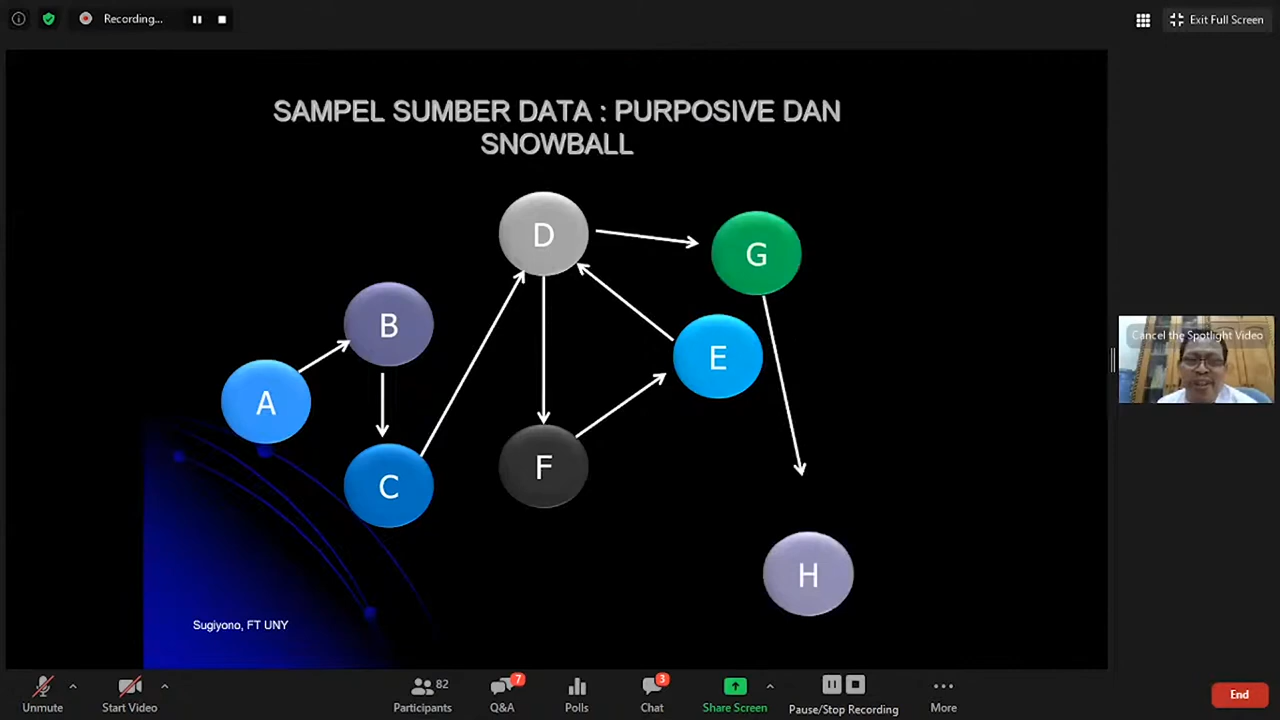 Recording...
Exit Full Screen
SAMPEL SUMBER DATA : PURPOSIVE DAN
SNOWBALL
D
G
B
E
A
F
C
H
Cancel the Spotlight Video
Sugiyono, FT UNY
82
7
3
Unmute
Start Video
Participants
Q&A
Polls
Chat
Share Screen
Pause/Stop Recording
More
End